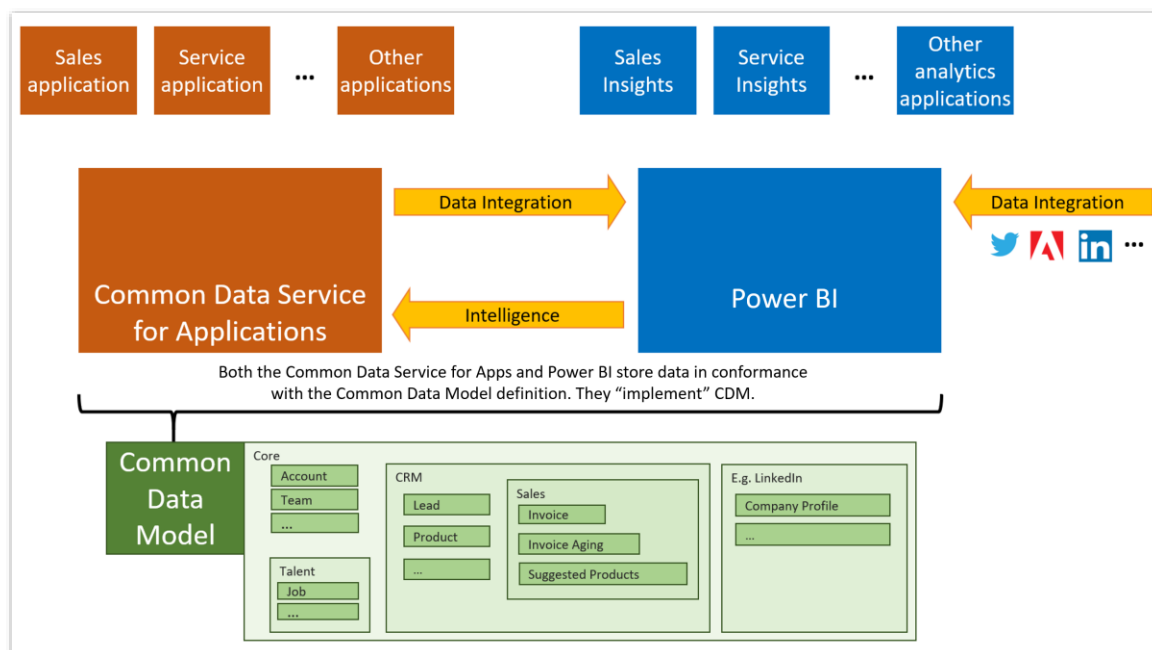 Sales
application
Service
application
...
Other
applications
Sales
Insights
Service
Insights
...
Other
analytics
applications
Common Data Service
for Applications
Data Integration
Intelligence
Power BI
Data Integration
in ...
Both the Common Data Service for Apps and Power BI store data in conformance
with the Common Data Model definition. They “implement” CDM.
Common
Data
Model
Core
Account
Team
...
Talent
Job
...
CRM
Lead
Product
...
Sales
Invoice
Invoice Aging
Suggested Products
E.g. LinkedIn
Company Profile
...